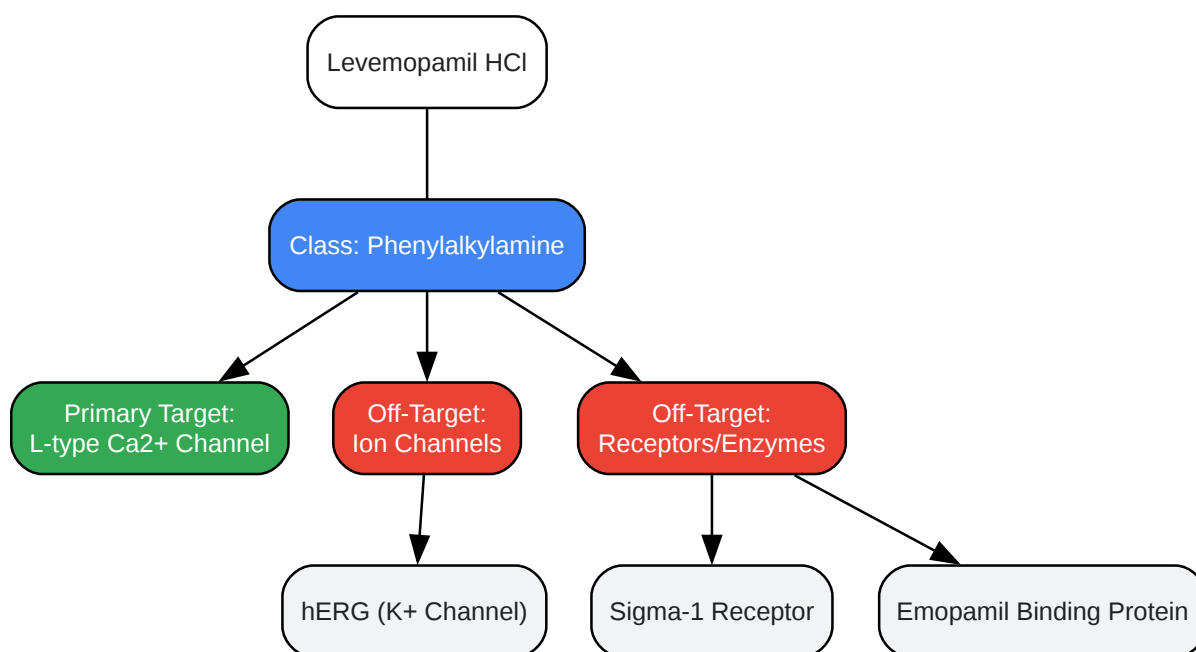 Levemopamil HCl
Class: Phenylalkylamine
Primary Target:
L-type Ca2+ Channel
Off-Target:
Ion Channels
Off-Target:
Receptors/Enzymes
hERG (K+ Channel)
Sigma-1 Receptor
Emopamil Binding Protein